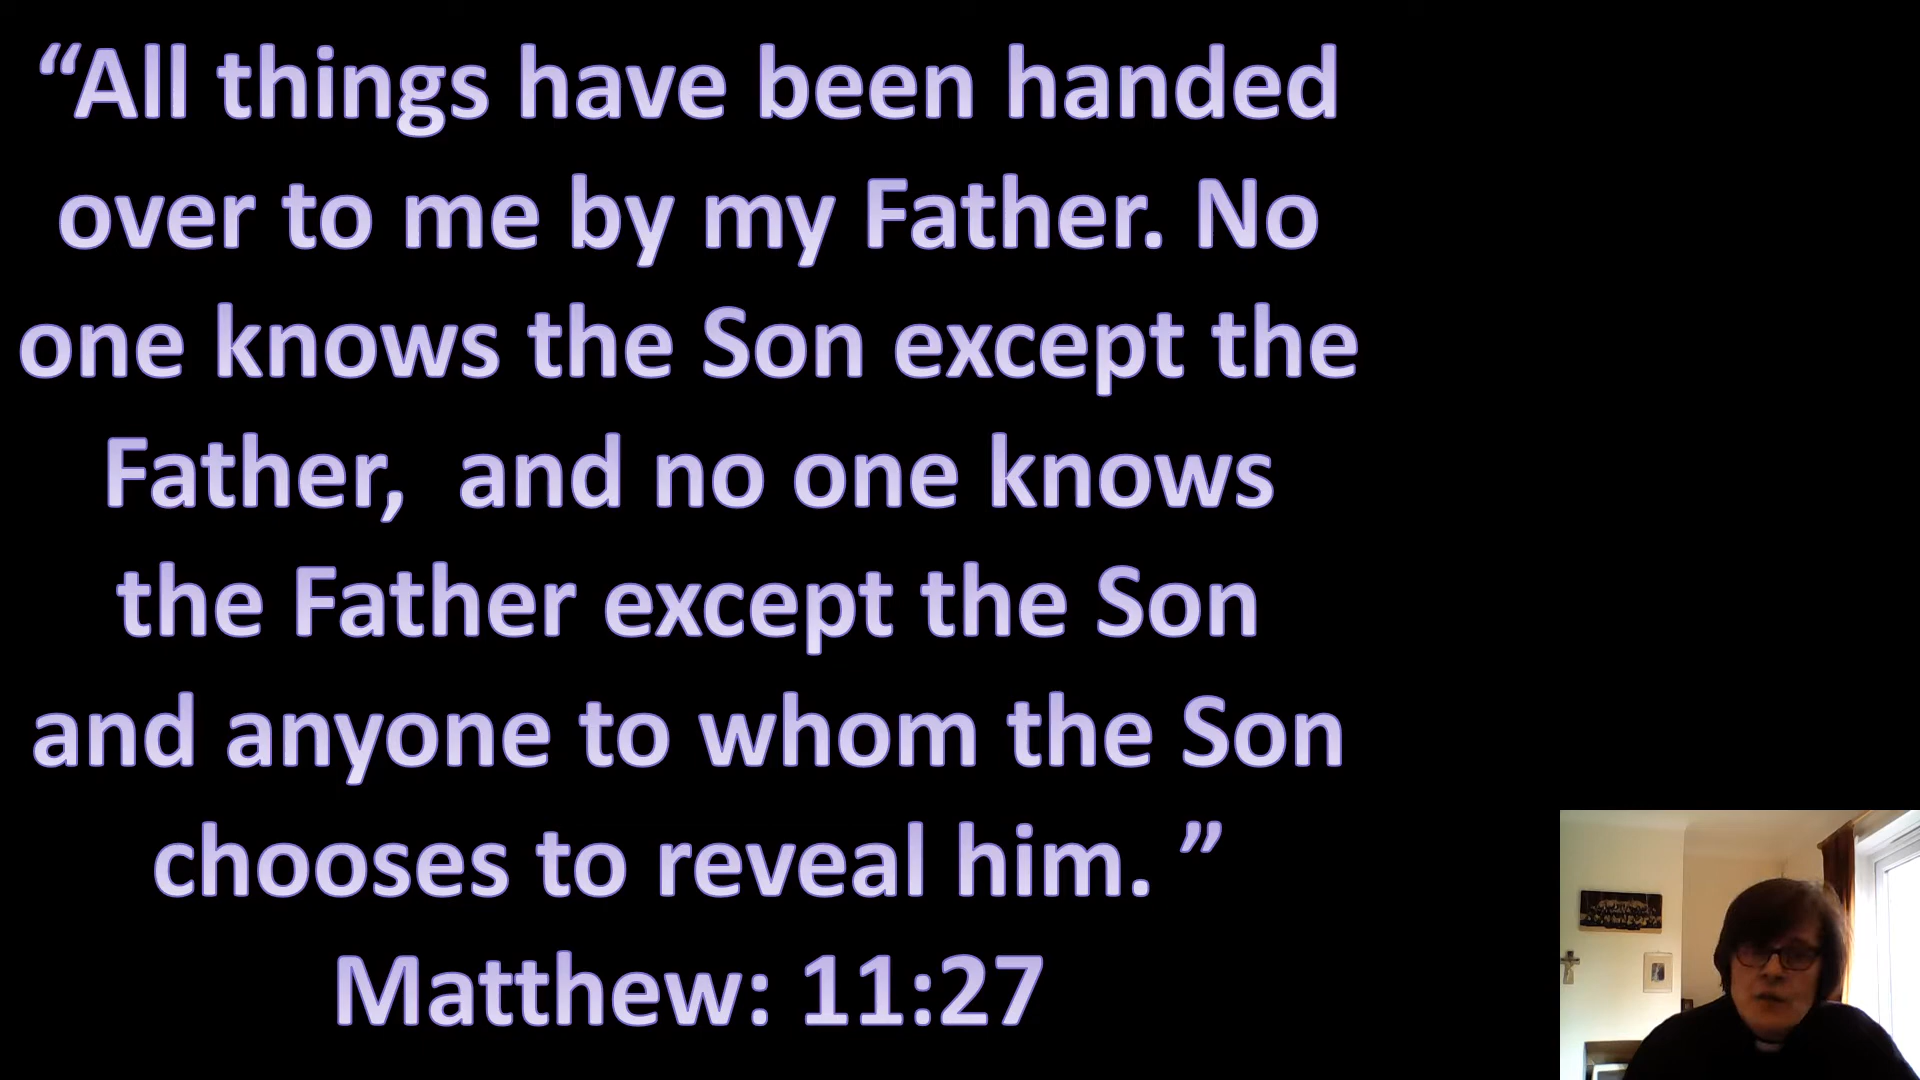 “All things have been handed
over to me by my Father. No
one knows the Son except the
Father,  and no one knows
the Father except the Son
and anyone to whom the Son
chooses to reveal him. ”
Matthew: 11:27